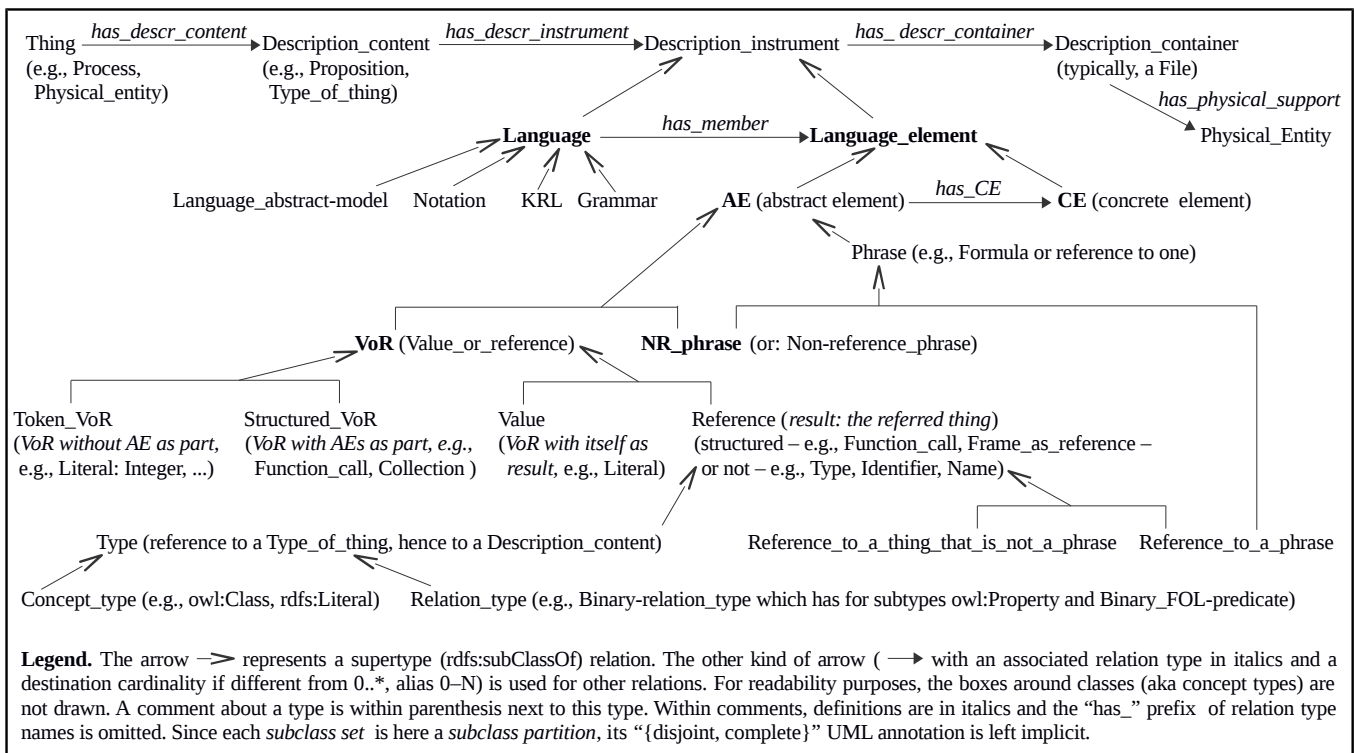 Thing has_descr_content Description_content has_descr_instrument Description_instrument has_ descr_container Description_container
(e.g., Process, (e.g., Proposition, (typically, a File)
Physical_entity) Type_of_thing)
has_physical_support
Language has_member Language_element Physical_Entity
Language_abstract-model Notation KRL Grammar AE (abstract element) has_CE CE (concrete element)
Phrase (e.g., Formula or reference to one)
VoR (Value_or_reference) NR_phrase (or: Non-reference_phrase)
Token_VoR Structured_VoR Value Reference (result: the referred thing)
(VoR without AE as part, (VoR with AEs as part, e.g., (VoR with itself as (structured – e.g., Function_call, Frame_as_reference –
e.g., Literal: Integer, ...) Function_call, Collection ) result, e.g., Literal) or not – e.g., Type, Identifier, Name)
Type (reference to a Type_of_thing, hence to a Description_content) Reference_to_a_thing_that_is_not_a_phrase Reference_to_a_phrase
Concept_type (e.g., owl:Class, rdfs:Literal) Relation_type (e.g., Binary-relation_type which has for subtypes owl:Property and Binary_FOL-predicate)
Legend. The arrow represents a supertype (rdfs:subClassOf) relation. The other kind of arrow ( with an associated relation type in italics and a
destination cardinality if different from 0..*, alias 0–N) is used for other relations. For readability purposes, the boxes around classes (aka concept types) are
not drawn. A comment about a type is within parenthesis next to this type. Within comments, definitions are in italics and the “has_” prefix of relation type
names is omitted. Since each subclass set is here a subclass partition, its “{disjoint, complete}” UML annotation is left implicit.